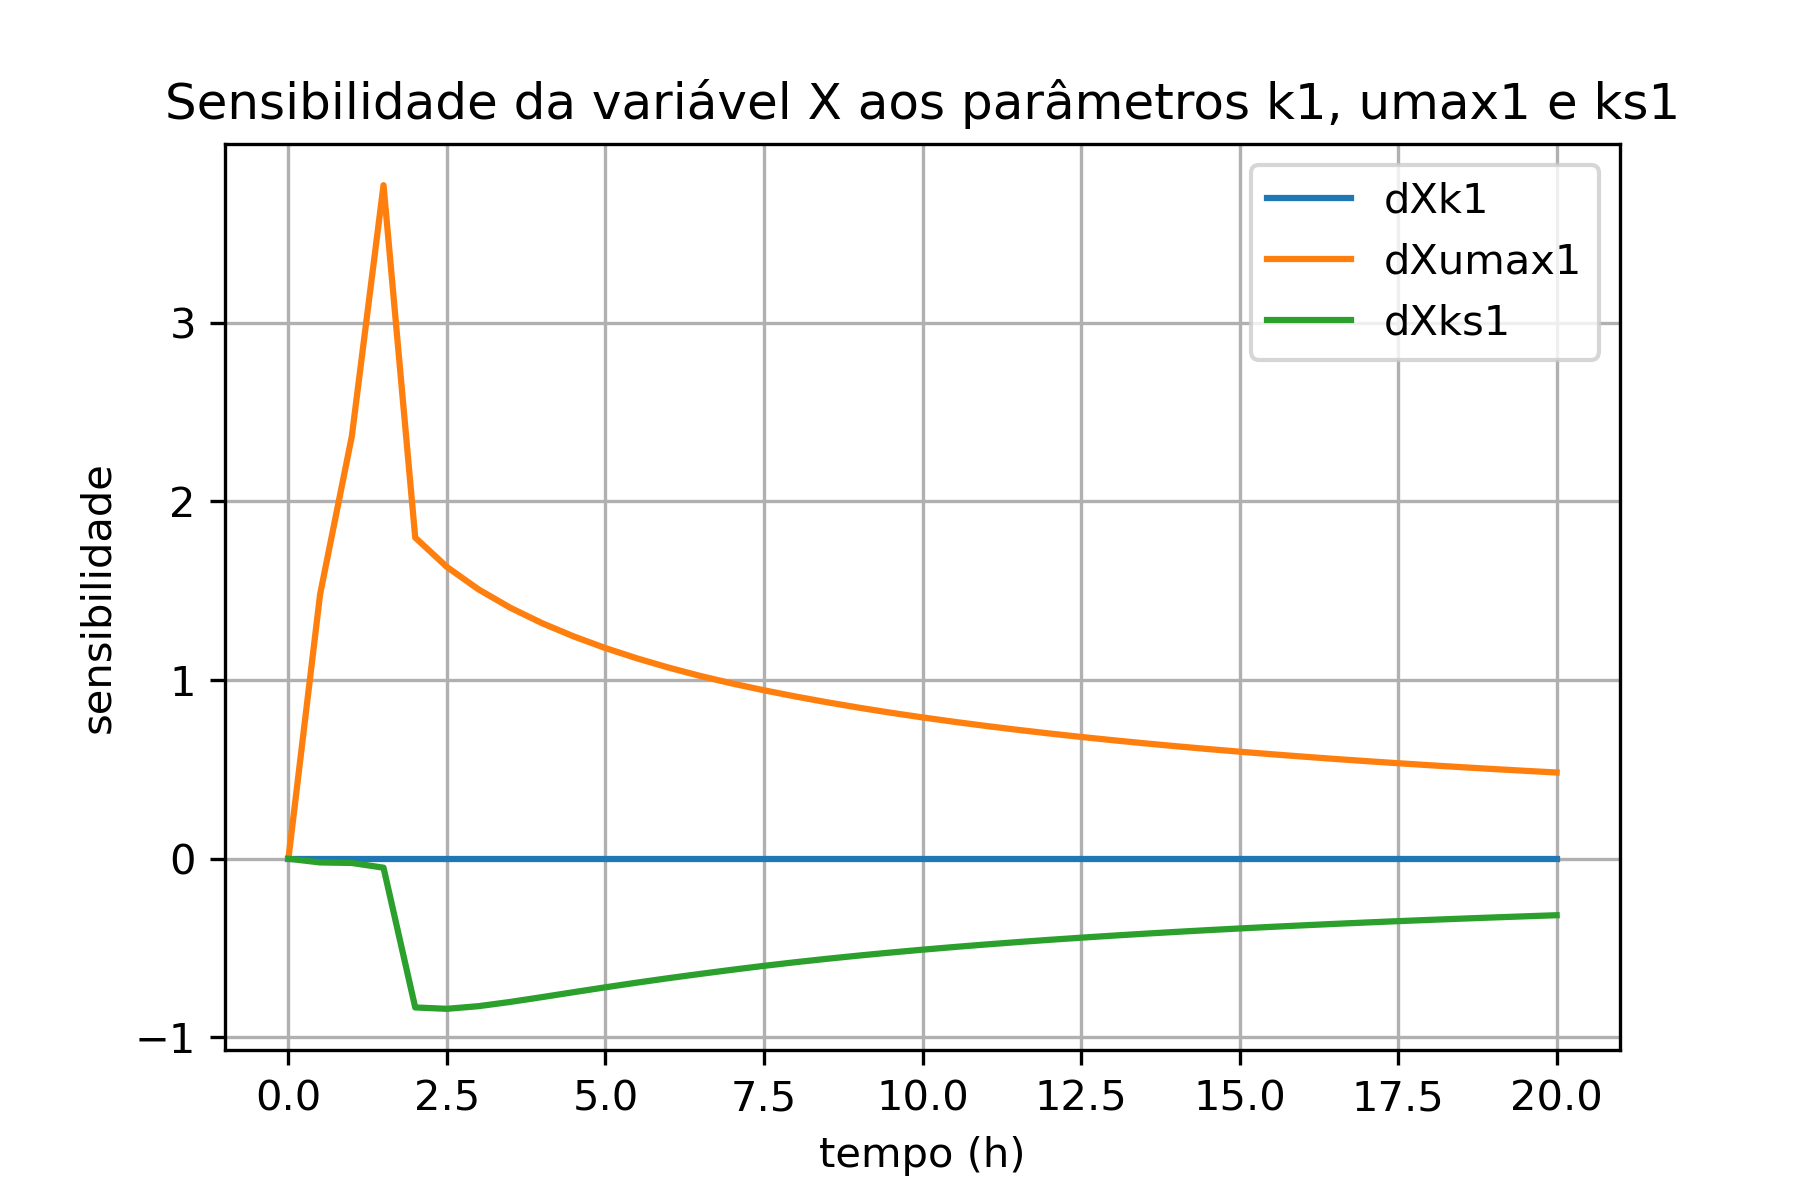 Sensibilidade da variável X aos parâmetros k1, umax1 e ks1
dXk1
dXumax1
dXks1
sensibilidade
3
2
1
0
−1
0.0 2.5 5.0 7.5 10.0 12.5 15.0 17.5 20.0
tempo (h)